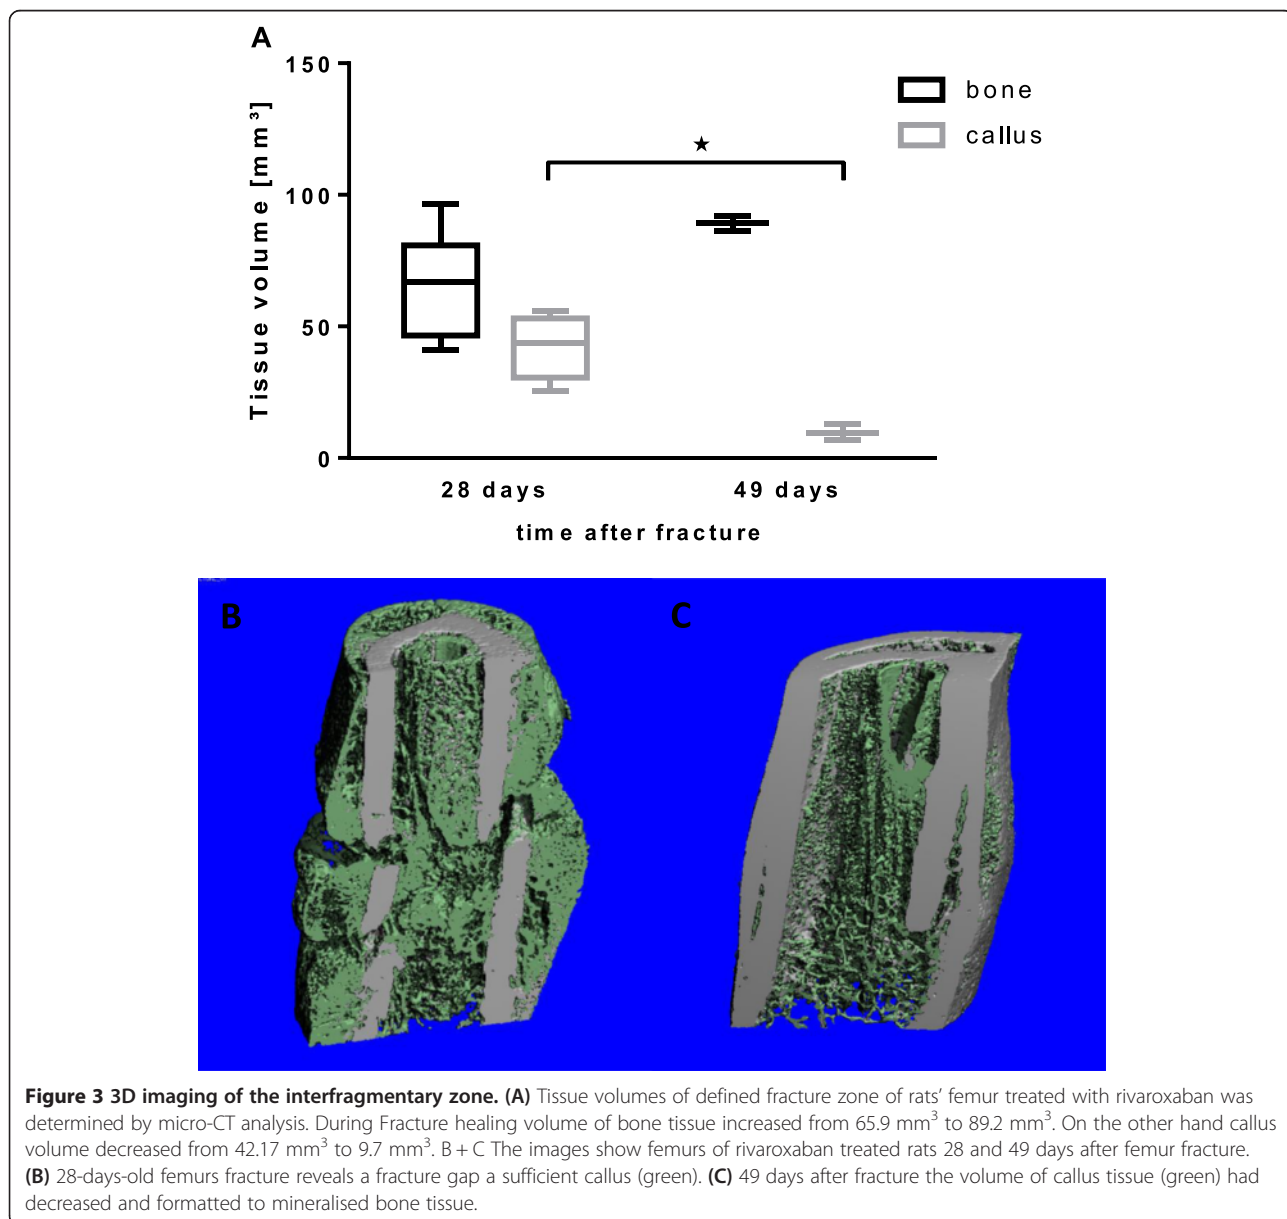 A
150
100
50
0
Tissue volume [mm³]
bone
callus
★
28 days
49 days
time after fracture
B
C
Figure 3 3D imaging of the interfragmentary zone. (A) Tissue volumes of defined fracture zone of rats’ femur treated with rivaroxaban was
determined by micro-CT analysis. During Fracture healing volume of bone tissue increased from 65.9 mm³ to 89.2 mm³. On the other hand callus
volume decreased from 42.17 mm³ to 9.7 mm³. B + C The images show femurs of rivaroxaban treated rats 28 and 49 days after femur fracture.
(B) 28-days-old femurs fracture reveals a fracture gap a sufficient callus (green). (C) 49 days after fracture the volume of callus tissue (green) had
decreased and formatted to mineralised bone tissue.